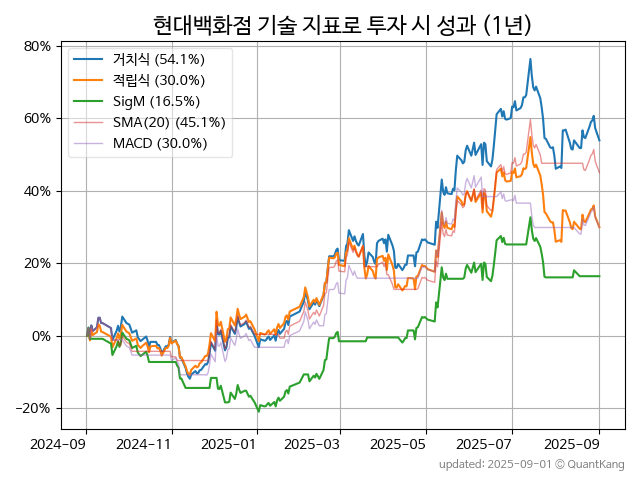 현대백화점 기술 지표로 투자 시 성과 (1년)
80%
60%
40%
20%
0%
−20%
거치식 (54.1%)
적립식 (30.0%)
SigM (16.5%)
SMA(20) (45.1%)
MACD (30.0%)
2024-09
2024-11
2025-01
2025-03
2025-05
2025-07
2025-09
updated: 2025-09-01 © QuantKang